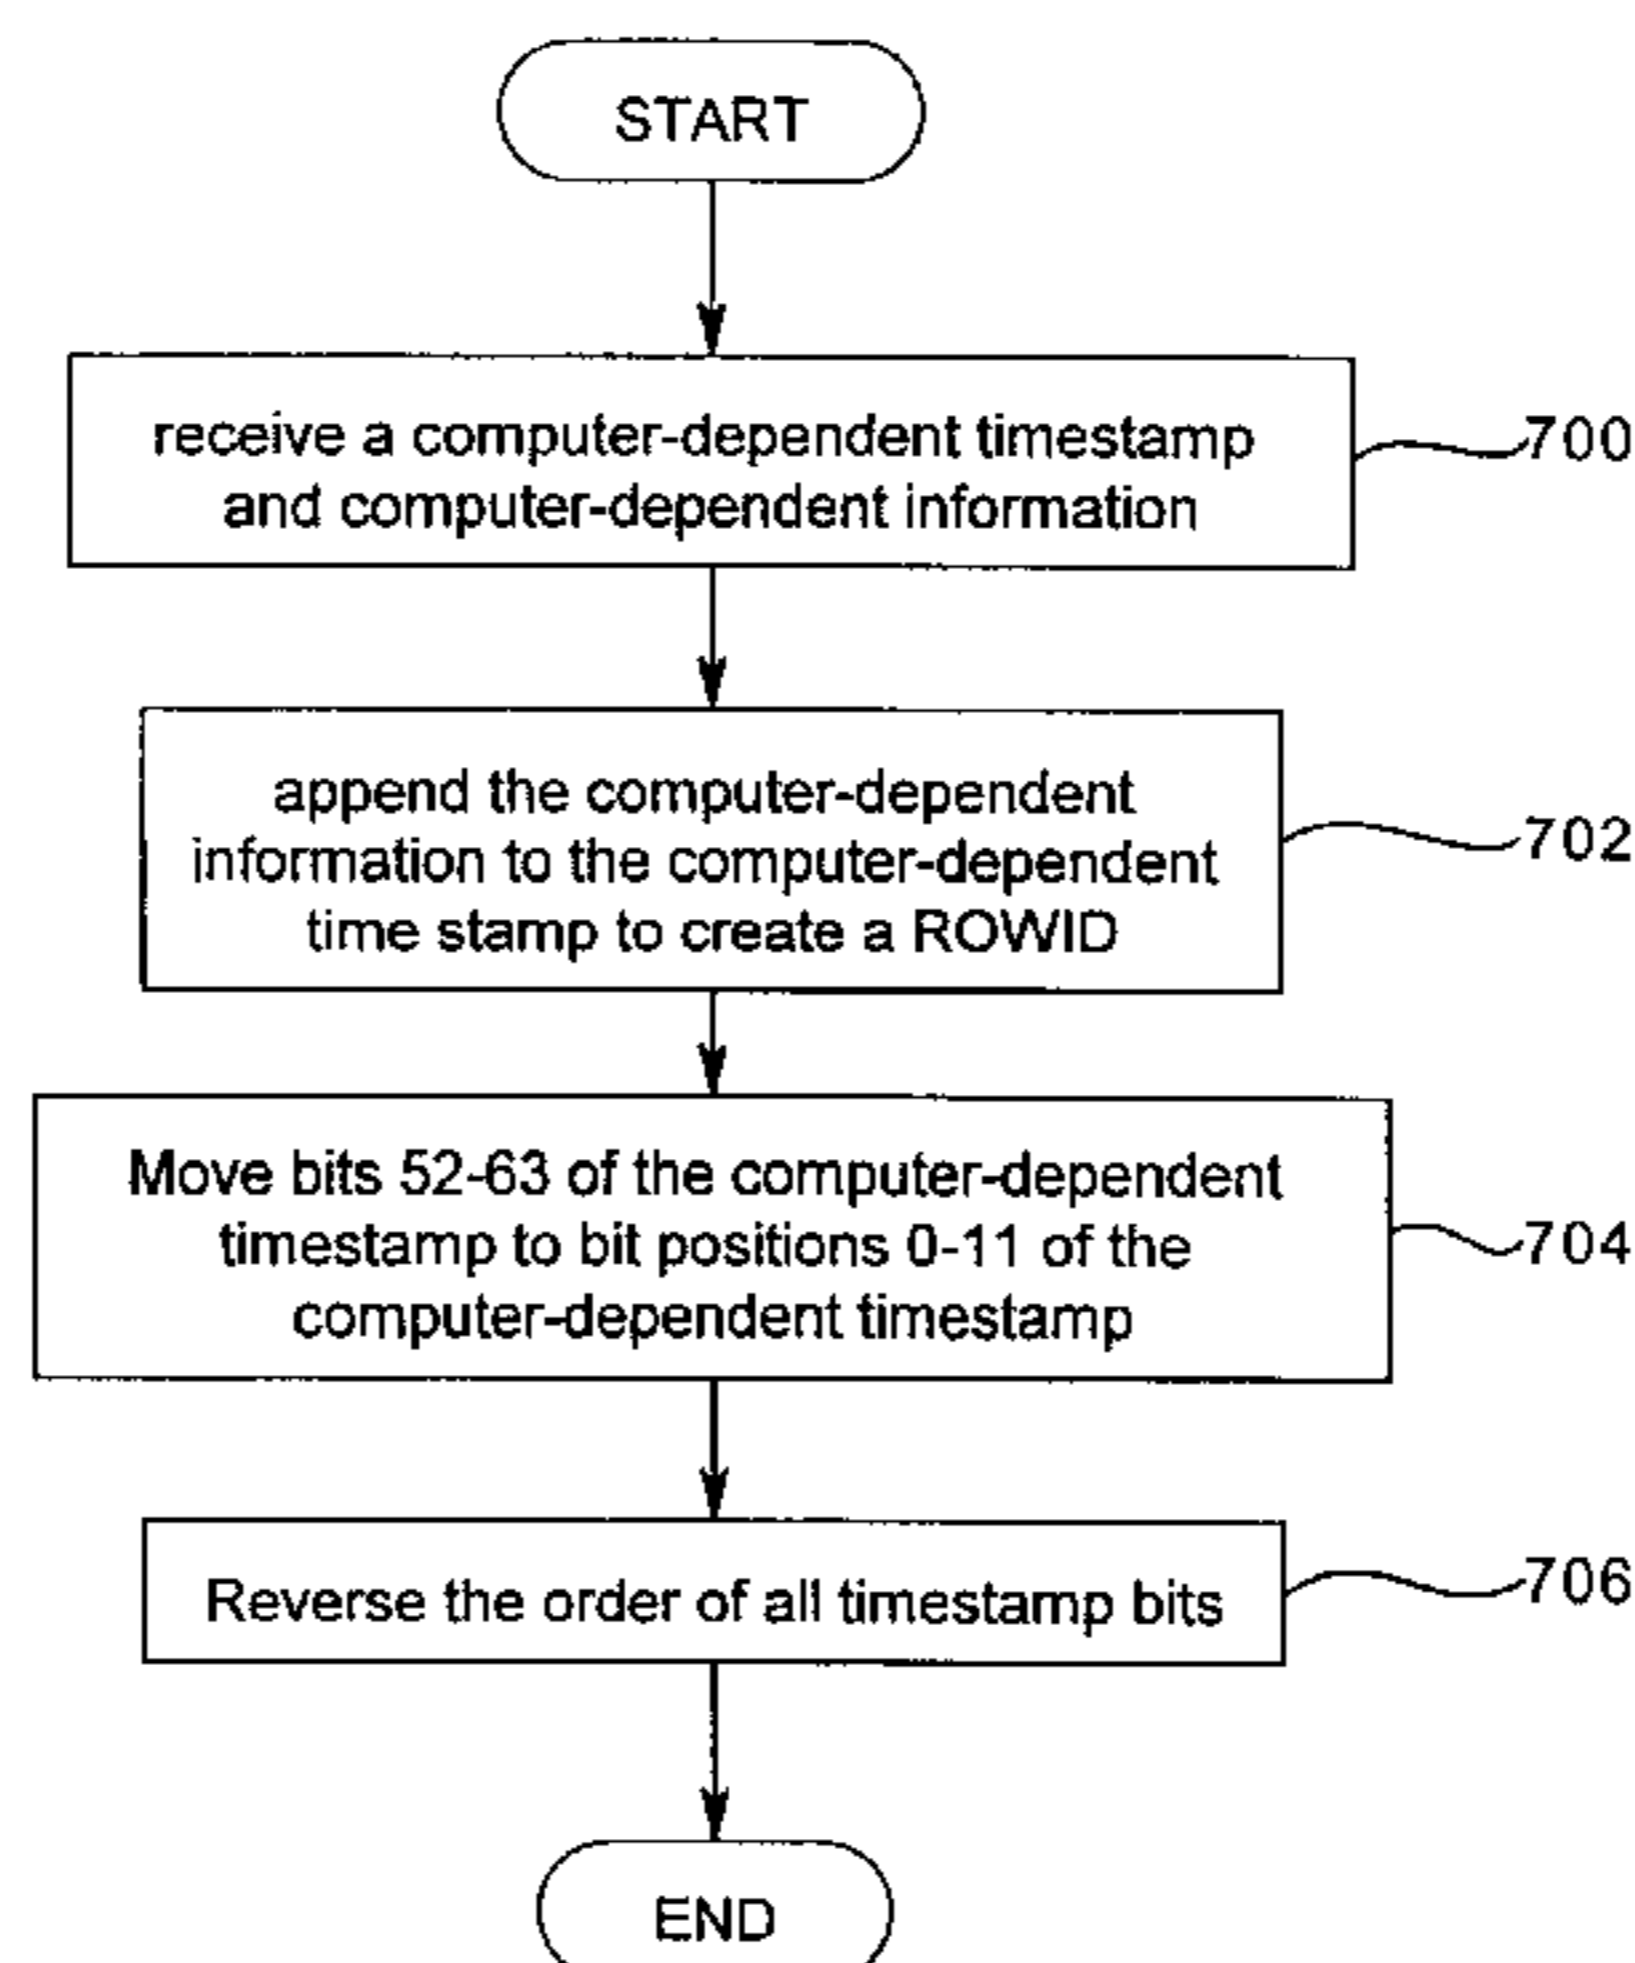 START
receive a computer-dependent timestamp
and computer-dependent information
700
append the computer-dependent
information to the computer-dependent
time stamp to create a ROWID
702
Move bits 52-63 of the computer-dependent
timestamp to bit positions 0-11 of the
computer-dependent timestamp
704
Reverse the order of all timestamp bits
706
END